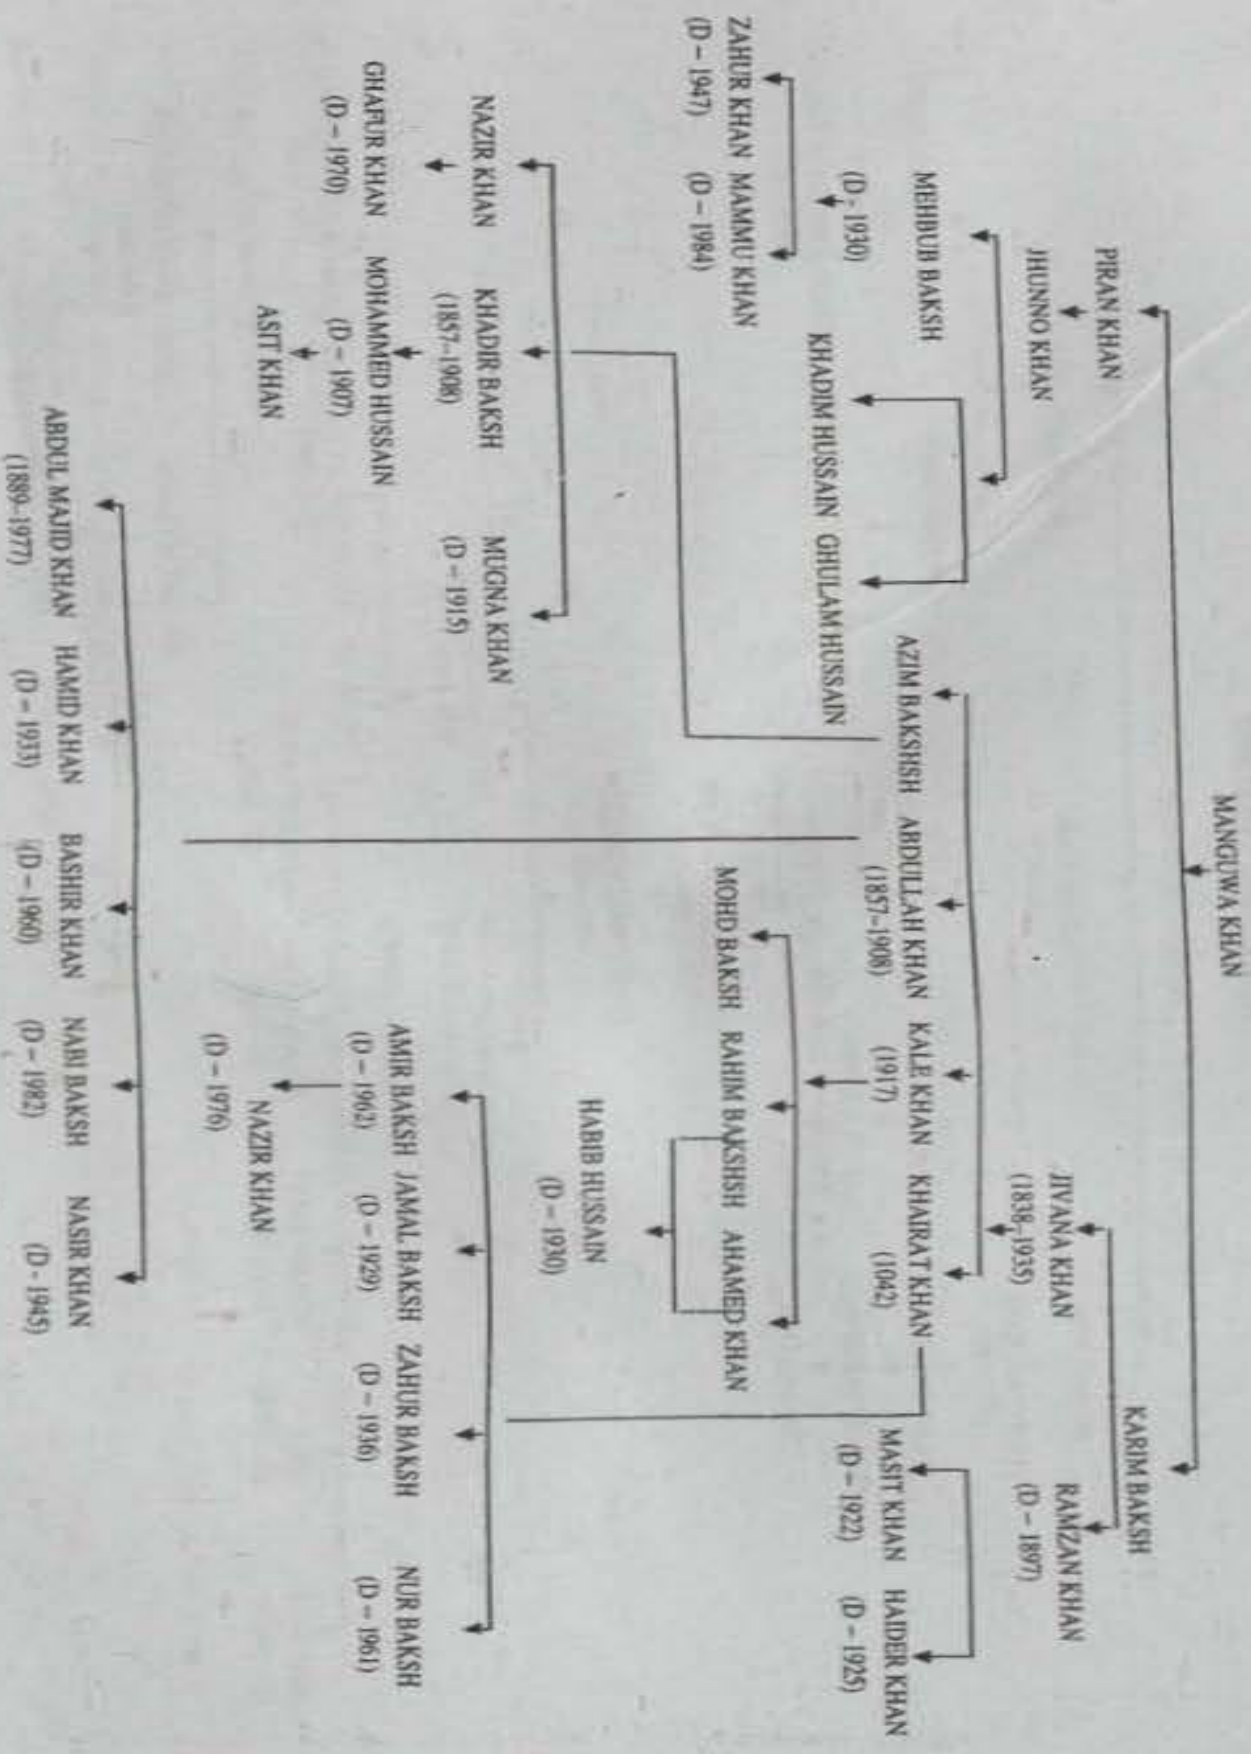 MANGUWA KHAN
PIRAN KHAN
KARIM BAKSH
JHUNNO KHAN
JIVANA KHAN
(1838-1935)
RAMZAN KHAN
(D – 1897)
MEHBUB BAKSH
(D - 1930)
AZIM BAKSHSH
ABDULLAH KHAN
(1857-1908)
KALE KHAN
(1917)
KHAIRAT KHAN
(1042)
MASIT KHAN
(D – 1922)
HAIDER KHAN
(D – 1925)
KHADIM HUSSAIN
GHULAM HUSSAIN
ZAHUR KHAN
(D – 1947)
MAMMU KHAN
(D – 1984)
MOHD BAKSH
RAHIM BAKSHSH
AHAMED KHAN
HABIB HUSSAIN
(D – 1930)
NAZIR KHAN
KHADIR BAKSH
(1857-1908)
MUGNA KHAN
(D – 1915)
GHAFUR KHAN
(D – 1970)
MOHAMMED HUSSAIN
(D – 1907)
ASIT KHAN
AMIR BAKSH
(D – 1962)
JAMAL BAKSH
(D – 1929)
ZAHUR BAKSH
(D – 1936)
NUR BAKSH
(D – 1961)
NAZIR KHAN
(D – 1976)
ABDUL MAJID KHAN
(1889-1977)
HAMID KHAN
(D – 1933)
BASHIR KHAN
(D – 1960)
NABI BAKSH
(D – 1982)
NASIR KHAN
(D - 1945)